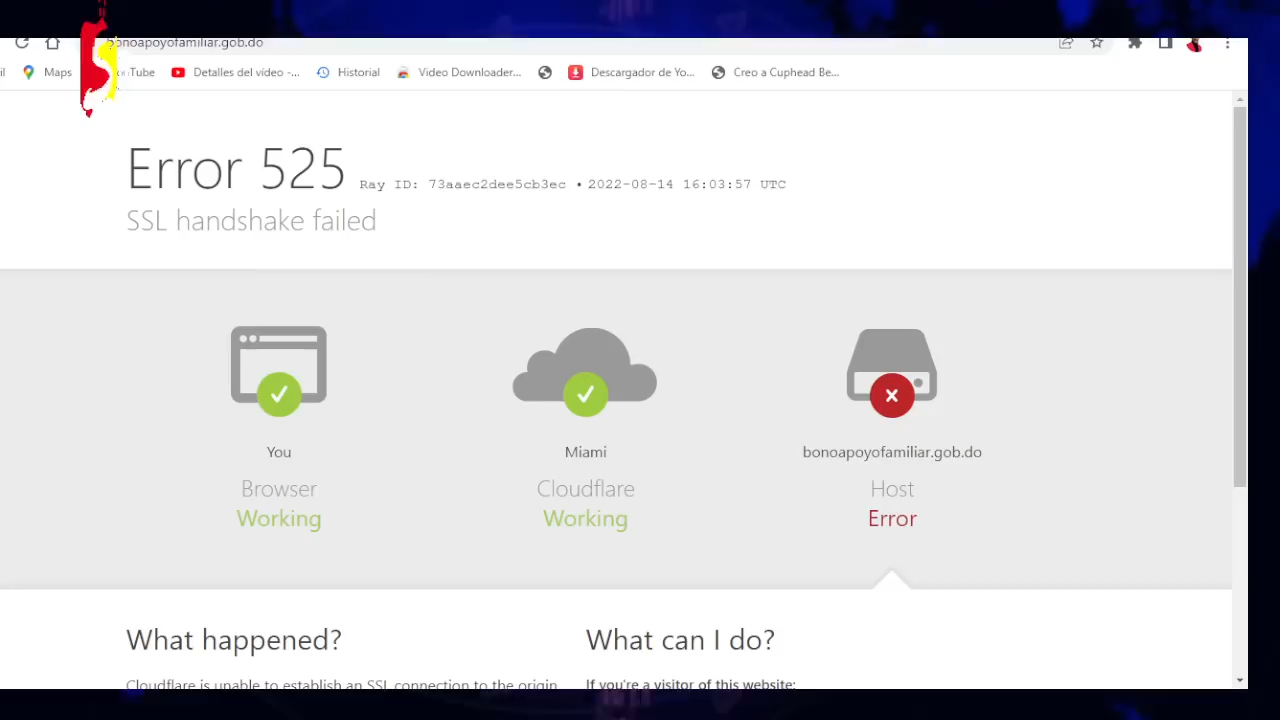 bonoapoyofamiliar.gob.do
Maps
Tube
Detalles del vídeo -...
Historial
Video Downloader...
Descargador de Yo...
Creo a Cuphead Be...
Error 525
Ray ID: 73aaec2dee5cb3ec • 2022-08-14 16:03:57 UTC
SSL handshake failed
You
Miami
bonoapoyofamiliar.gob.do
Browser
Cloudflare
Host
Working
Working
Error
What happened?
What can I do?
Cloudflare is unable to establish an SSL connection to the origin
If you're a visitor of this website: